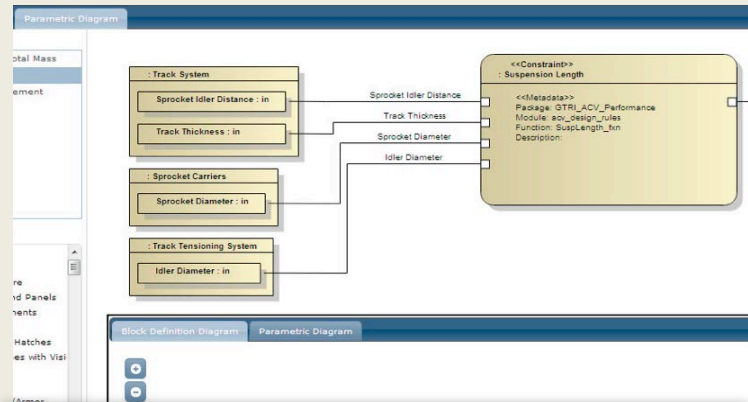 Parametric Diagram
otal Mass
ement
: Track System
Sprocket Idler Distance : in
Track Thickness : in
: Sprocket Carriers
Sprocket Diameter : in
: Track Tensioning System
Idler Diameter : in
Sprocket Idler Distance
Track Thickness
Sprocket Diameter
Idler Diameter
<<Constraint>>
: Suspension Length
<<Metadata>>
Package: GTRI_ACV_Performance
Module: acv_design_rules
Function: SuspLength_fxn
Description:
re
nd Panels
nents
Hatches
es with Visi
Block Definition Diagram
Parametric Diagram